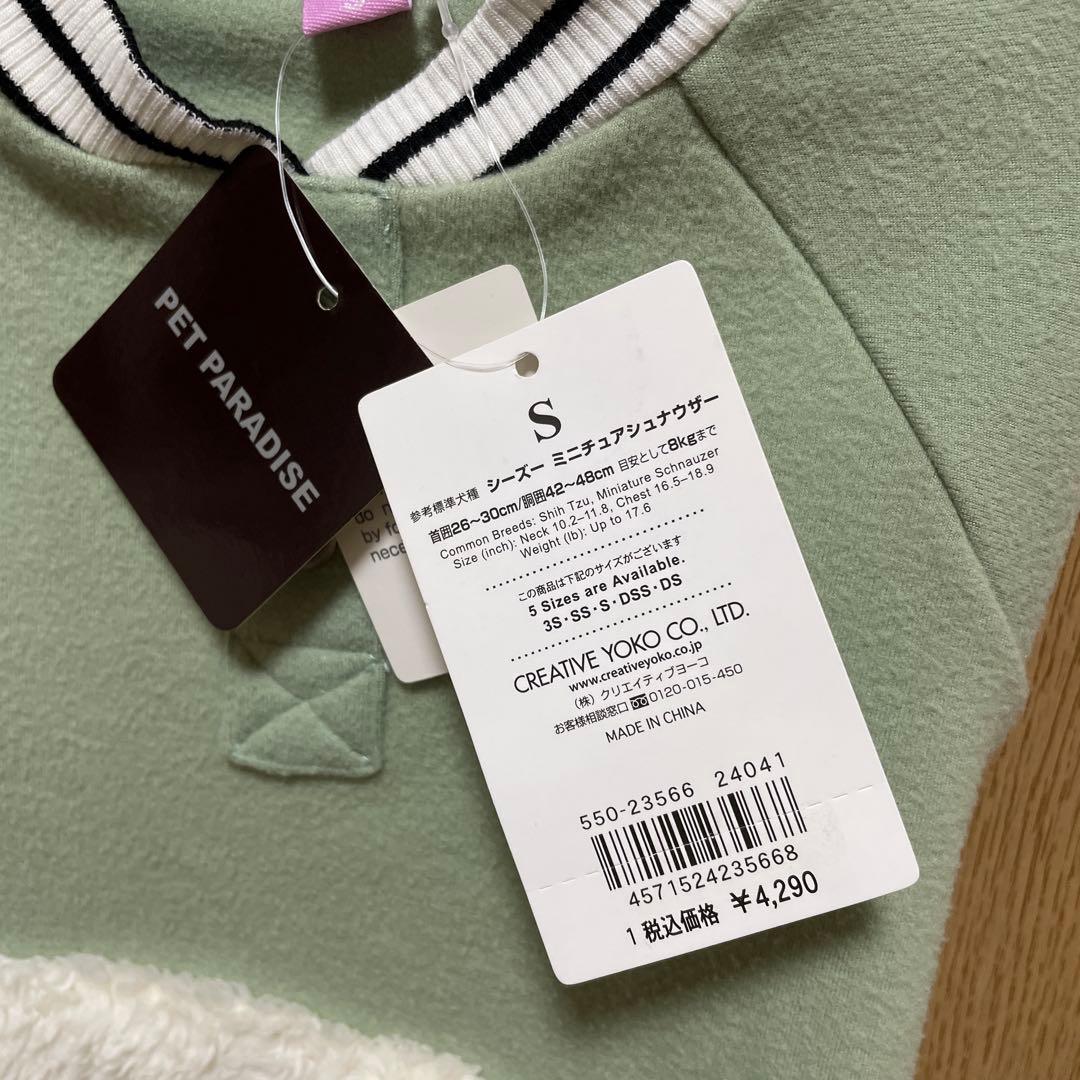 PET PARADISE
do n
by fo
nece
S
参考標準犬種 シーズー ミニチュアシュナウザー
首囲26〜30cm/胴囲42〜48cm 目安として8kgまで
Common Breeds: Shih Tzu, Miniature Schnauzer
Size (inch): Neck 10.2–11.8, Chest 16.5–18.9
Weight (lb): Up to 17.6
この商品は下記のサイズがございます
5 Sizes are Available.
3S・SS・S・DSS・DS
CREATIVE YOKO CO., LTD.
www.creativeyoko.co.jp
(株) クリエイティブヨーコ
お客様相談窓口 0120-015-450
MADE IN CHINA
550-23566 24041
4571524235668
1 税込価格 ¥4,290